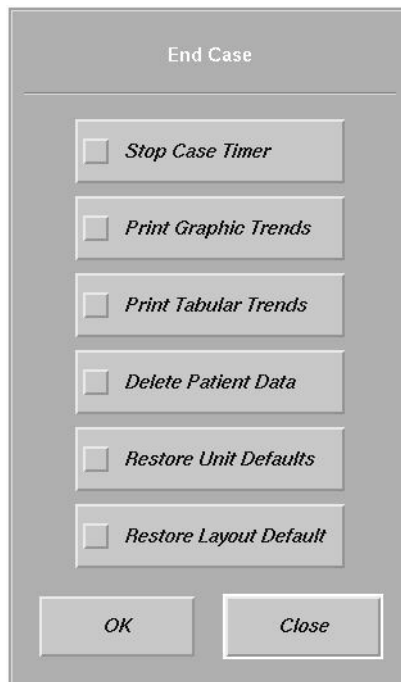 End Case
Stop Case Timer
Print Graphic Trends
Print Tabular Trends
Delete Patient Data
Restore Unit Defaults
Restore Layout Default
OK Close